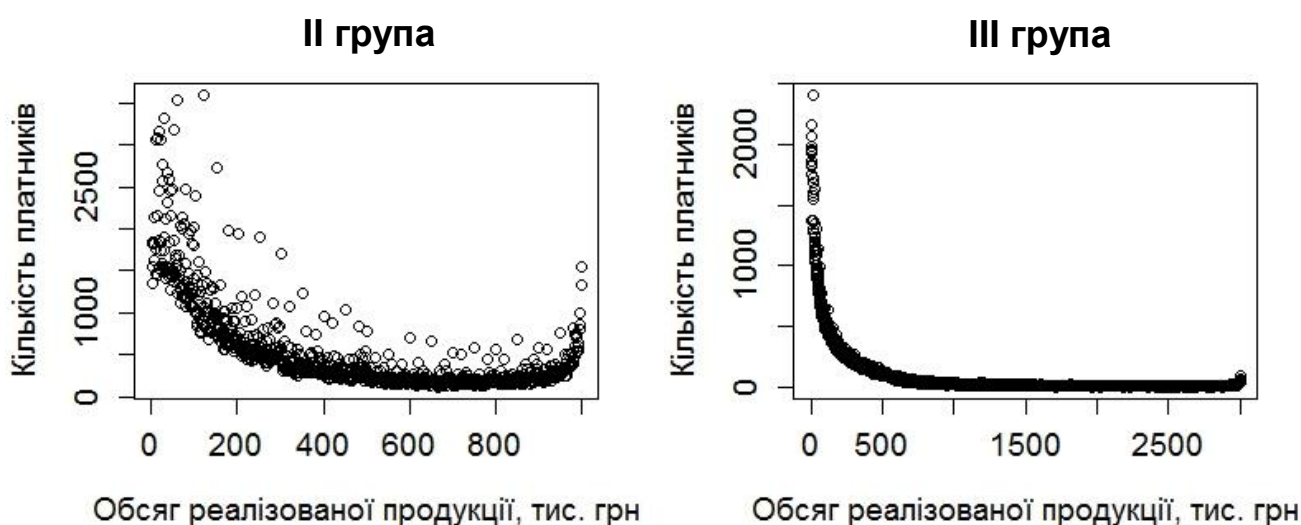 II група
2500
1000
0
Кількість платників
0 200 400 600 800
Обсяг реалізованої продукції, тис. грн
III група
2000
1000
0
Кількість платників
0 500 1500 2500
Обсяг реалізованої продукції, тис. грн